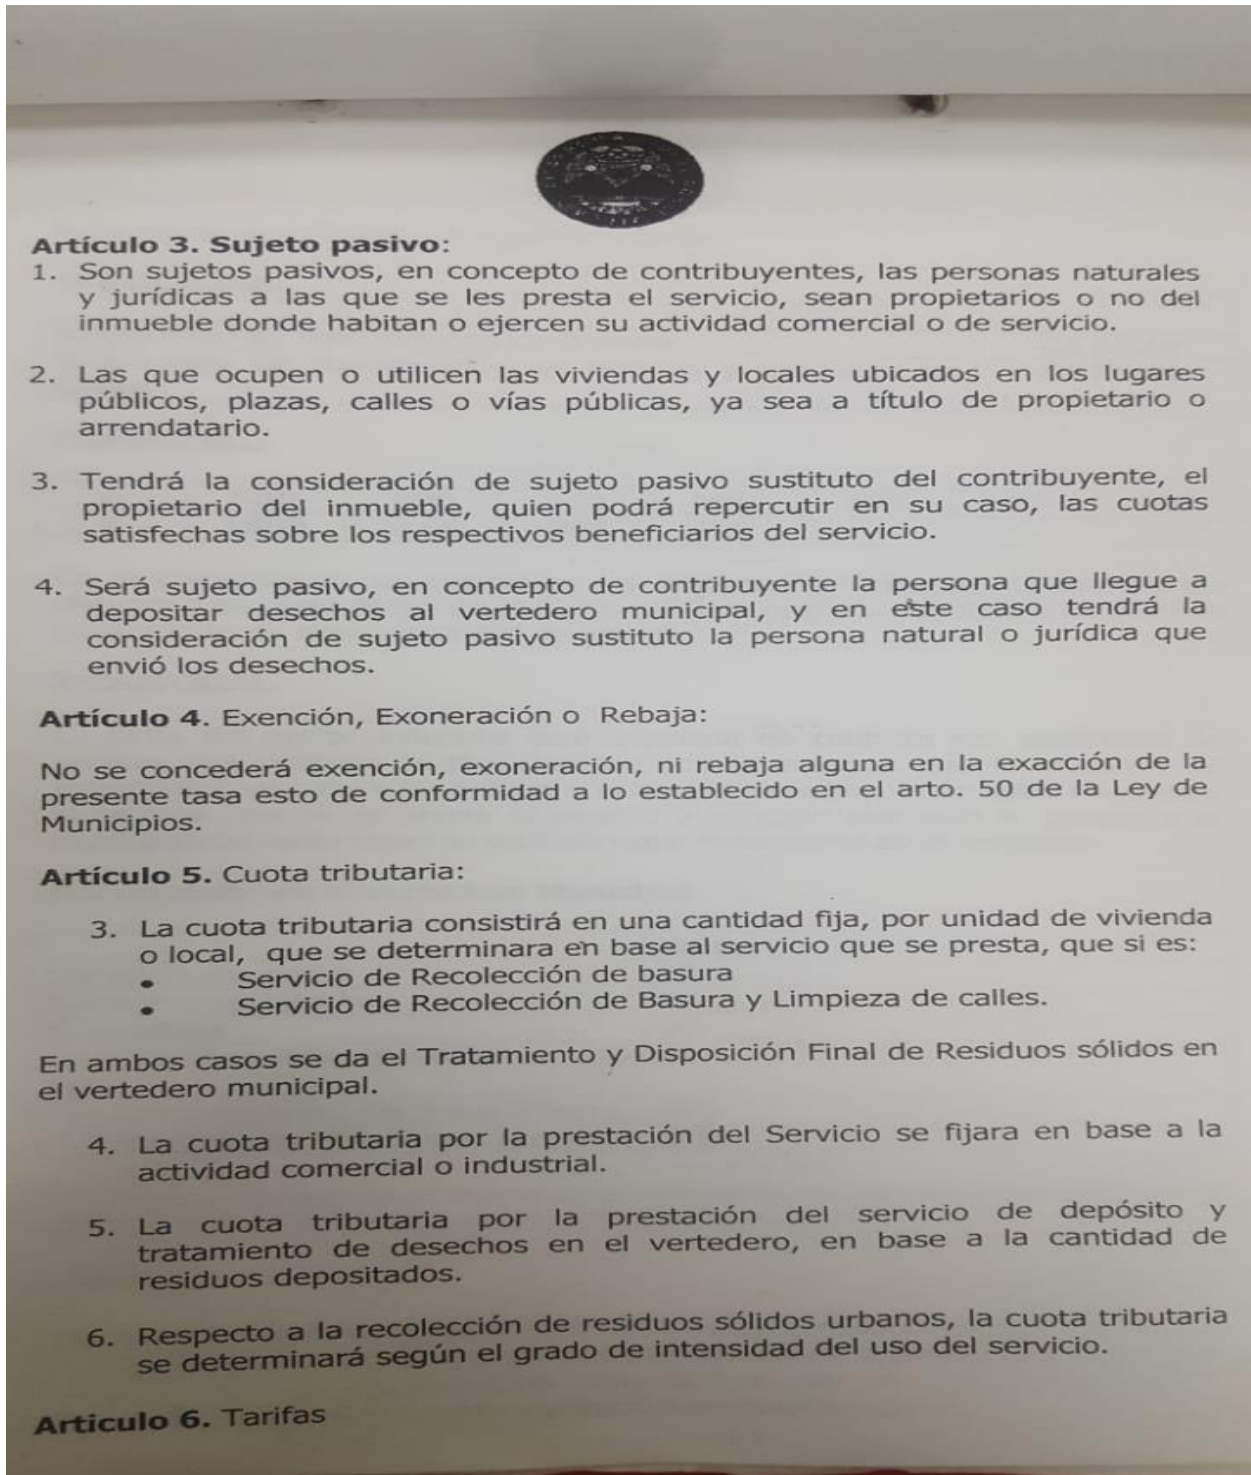 Artículo 3. Sujeto pasivo:
1. Son sujetos pasivos, en concepto de contribuyentes, las personas naturales
y jurídicas a las que se les presta el servicio, sean propietarios o no del
inmueble donde habitan o ejercen su actividad comercial o de servicio.
2. Las que ocupen o utilicen las viviendas y locales ubicados en los lugares
públicos, plazas, calles o vías públicas, ya sea a título de propietario o
arrendatario.
3. Tendrá la consideración de sujeto pasivo sustituto del contribuyente, el
propietario del inmueble, quien podrá repercutir en su caso, las cuotas
satisfechas sobre los respectivos beneficiarios del servicio.
4. Será sujeto pasivo, en concepto de contribuyente la persona que llegue a
depositar desechos al vertedero municipal, y en este caso tendrá la
consideración de sujeto pasivo sustituto la persona natural o jurídica que
envió los desechos.
Artículo 4. Exención, Exoneración o Rebaja:
No se concederá exención, exoneración, ni rebaja alguna en la exacción de la
presente tasa esto de conformidad a lo establecido en el arto. 50 de la Ley de
Municipios.
Artículo 5. Cuota tributaria:
3. La cuota tributaria consistirá en una cantidad fija, por unidad de vivienda
o local, que se determinara en base al servicio que se presta, que si es:
• Servicio de Recolección de basura
• Servicio de Recolección de Basura y Limpieza de calles.
En ambos casos se da el Tratamiento y Disposición Final de Residuos sólidos en
el vertedero municipal.
4. La cuota tributaria por la prestación del Servicio se fijara en base a la
actividad comercial o industrial.
5. La cuota tributaria por la prestación del servicio de depósito y
tratamiento de desechos en el vertedero, en base a la cantidad de
residuos depositados.
6. Respecto a la recolección de residuos sólidos urbanos, la cuota tributaria
se determinará según el grado de intensidad del uso del servicio.
Articulo 6. Tarifas